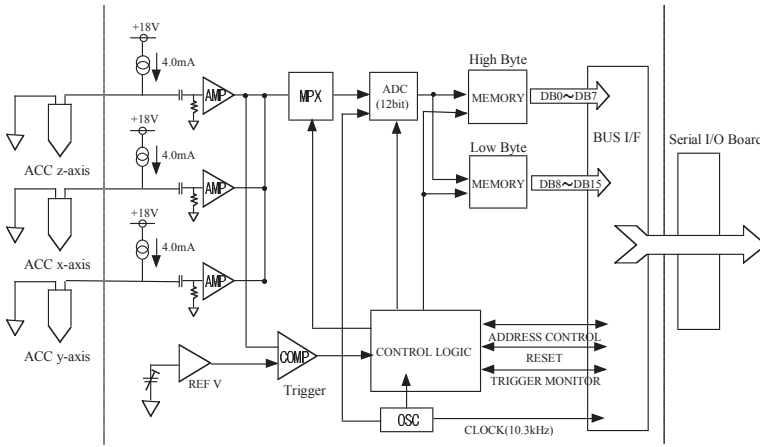 +18V
4.0mA
AMP
ACC z-axis
+18V
4.0mA
AMP
ACC x-axis
+18V
4.0mA
AMP
ACC y-axis
MPX
ADC
(12bit)
High Byte
MEMORY
DB0～DB7
Low Byte
MEMORY
DB8～DB15
BUS I/F
Serial I/O Board
REF V
COMP
Trigger
CONTROL LOGIC
ADDRESS CONTROL
RESET
TRIGGER MONITOR
OSC
CLOCK(10.3kHz)